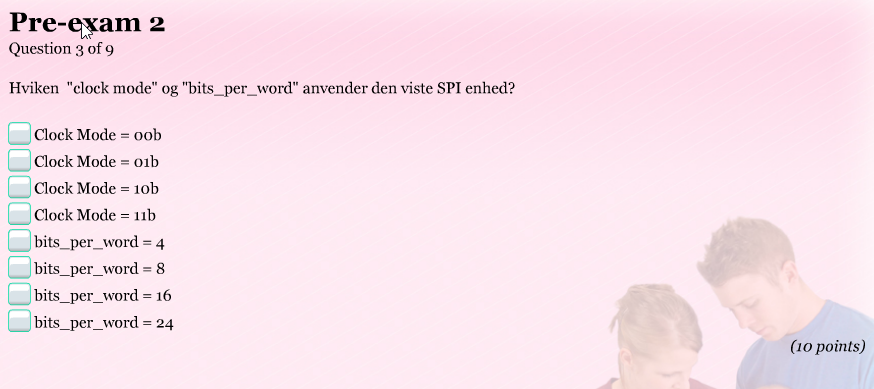 Pre-exam 2
Question 3 of 9
Hviken "clock mode" og "bits_per_word" anvender den viste SPI enhed?
Clock Mode = 00b
Clock Mode = 01b
Clock Mode = 10b
Clock Mode = 11b
bits_per_word = 4
bits_per_word = 8
bits_per_word = 16
bits_per_word = 24
(10 points)